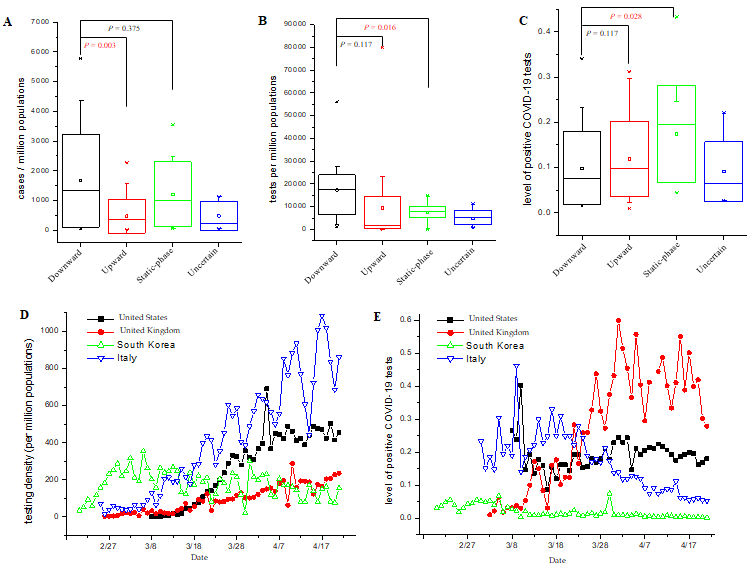 A
P = 0.375
P = 0.003
cases / million populations
7000
6000
5000
4000
3000
2000
1000
0
Downward
Upward
Static-phase
Uncertain
B
P = 0.016
P = 0.117
tests per million populations
90000
80000
70000
60000
50000
40000
30000
20000
10000
0
Downward
Upward
Static-phase
Uncertain
C
P = 0.028
P = 0.117
level of positive COVID-19 tests
0.4
0.3
0.2
0.1
0.0
Downward
Upward
Static-phase
Uncertain
D
United States
United Kingdom
South Korea
Italy
testing density (per million populations)
1000
800
600
400
200
0
2/27
3/8
3/18
3/28
4/7
4/17
Date
E
United States
United Kingdom
South Korea
Italy
level of positive COVID-19 tests
0.6
0.5
0.4
0.3
0.2
0.1
0.0
2/27
3/8
3/18
3/28
4/7
4/17
Date